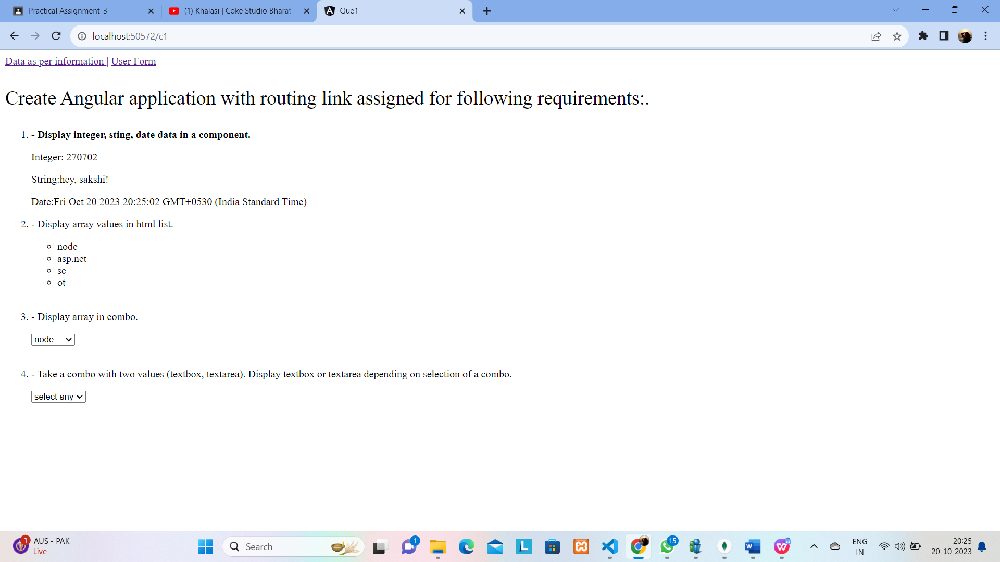 Practical Assignment-3
(1) Khalasi | Coke Studio Bharat
Que1
localhost:50572/c1
Data as per information | User Form
Create Angular application with routing link assigned for following requirements:.
1. - Display integer, sting, date data in a component.
Integer: 270702
String:hey, sakshi!
Date:Fri Oct 20 2023 20:25:02 GMT+0530 (India Standard Time)
2. - Display array values in html list.
node
asp.net
se
ot
3. - Display array in combo.
node
4. - Take a combo with two values (textbox, textarea). Display textbox or textarea depending on selection of a combo.
select any
1
AUS - PAK
Live
Search
1
L
15
W
ENG
IN
20:25
20-10-2023